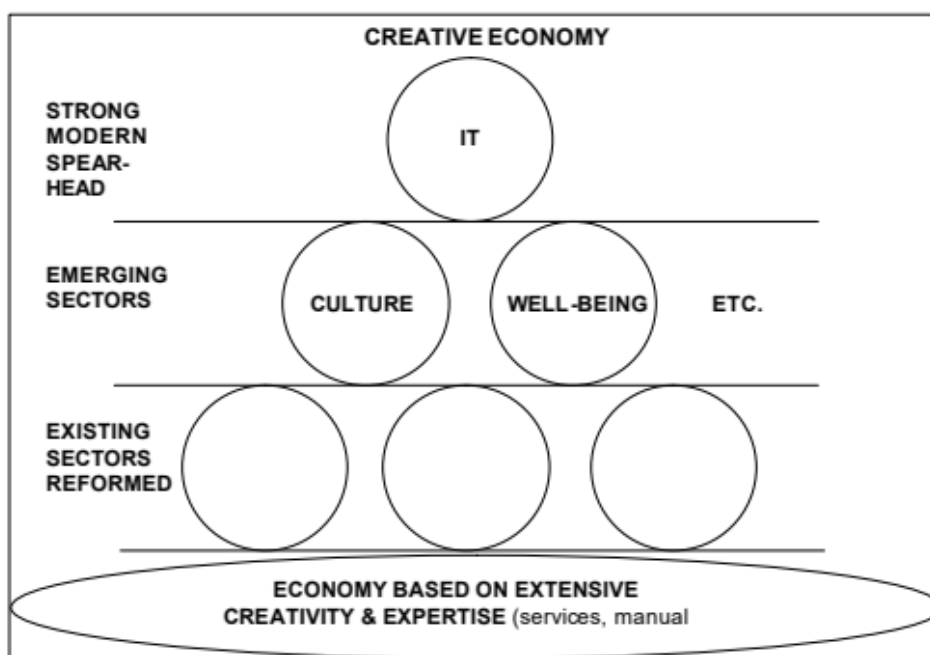 CREATIVE ECONOMY
STRONG
MODERN
SPEAR-
HEAD
IT
EMERGING
SECTORS
CULTURE
WELL-BEING
ETC.
EXISTING
SECTORS
REFORMED
ECONOMY BASED ON EXTENSIVE
CREATIVITY & EXPERTISE (services, manual